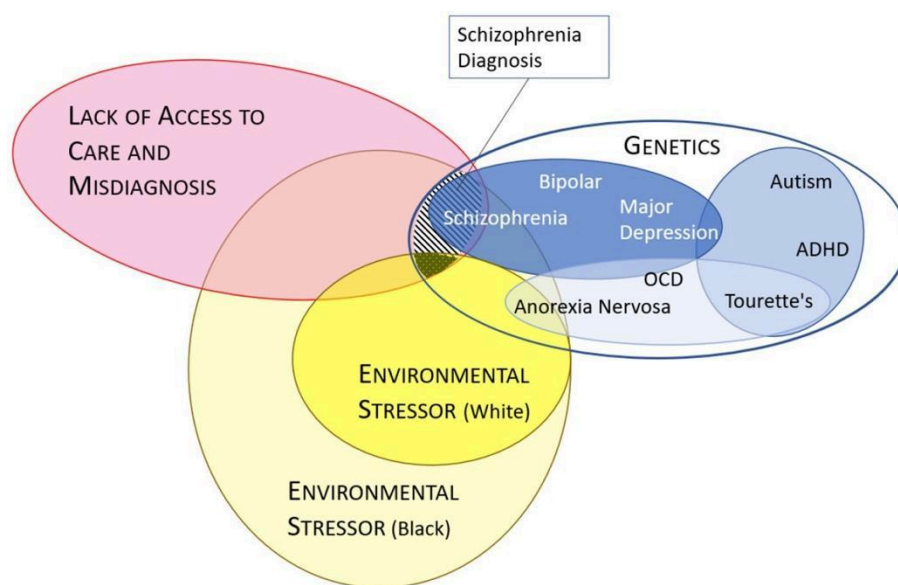 Schizophrenia
Diagnosis
LACK OF ACCESS TO
CARE AND
MISDIAGNOSIS
GENETICS
Bipolar
Autism
Schizophrenia
Major
Depression
ADHD
OCD
Anorexia Nervosa
Tourette's
ENVIRONMENTAL
STRESSOR (White)
ENVIRONMENTAL
STRESSOR (Black)